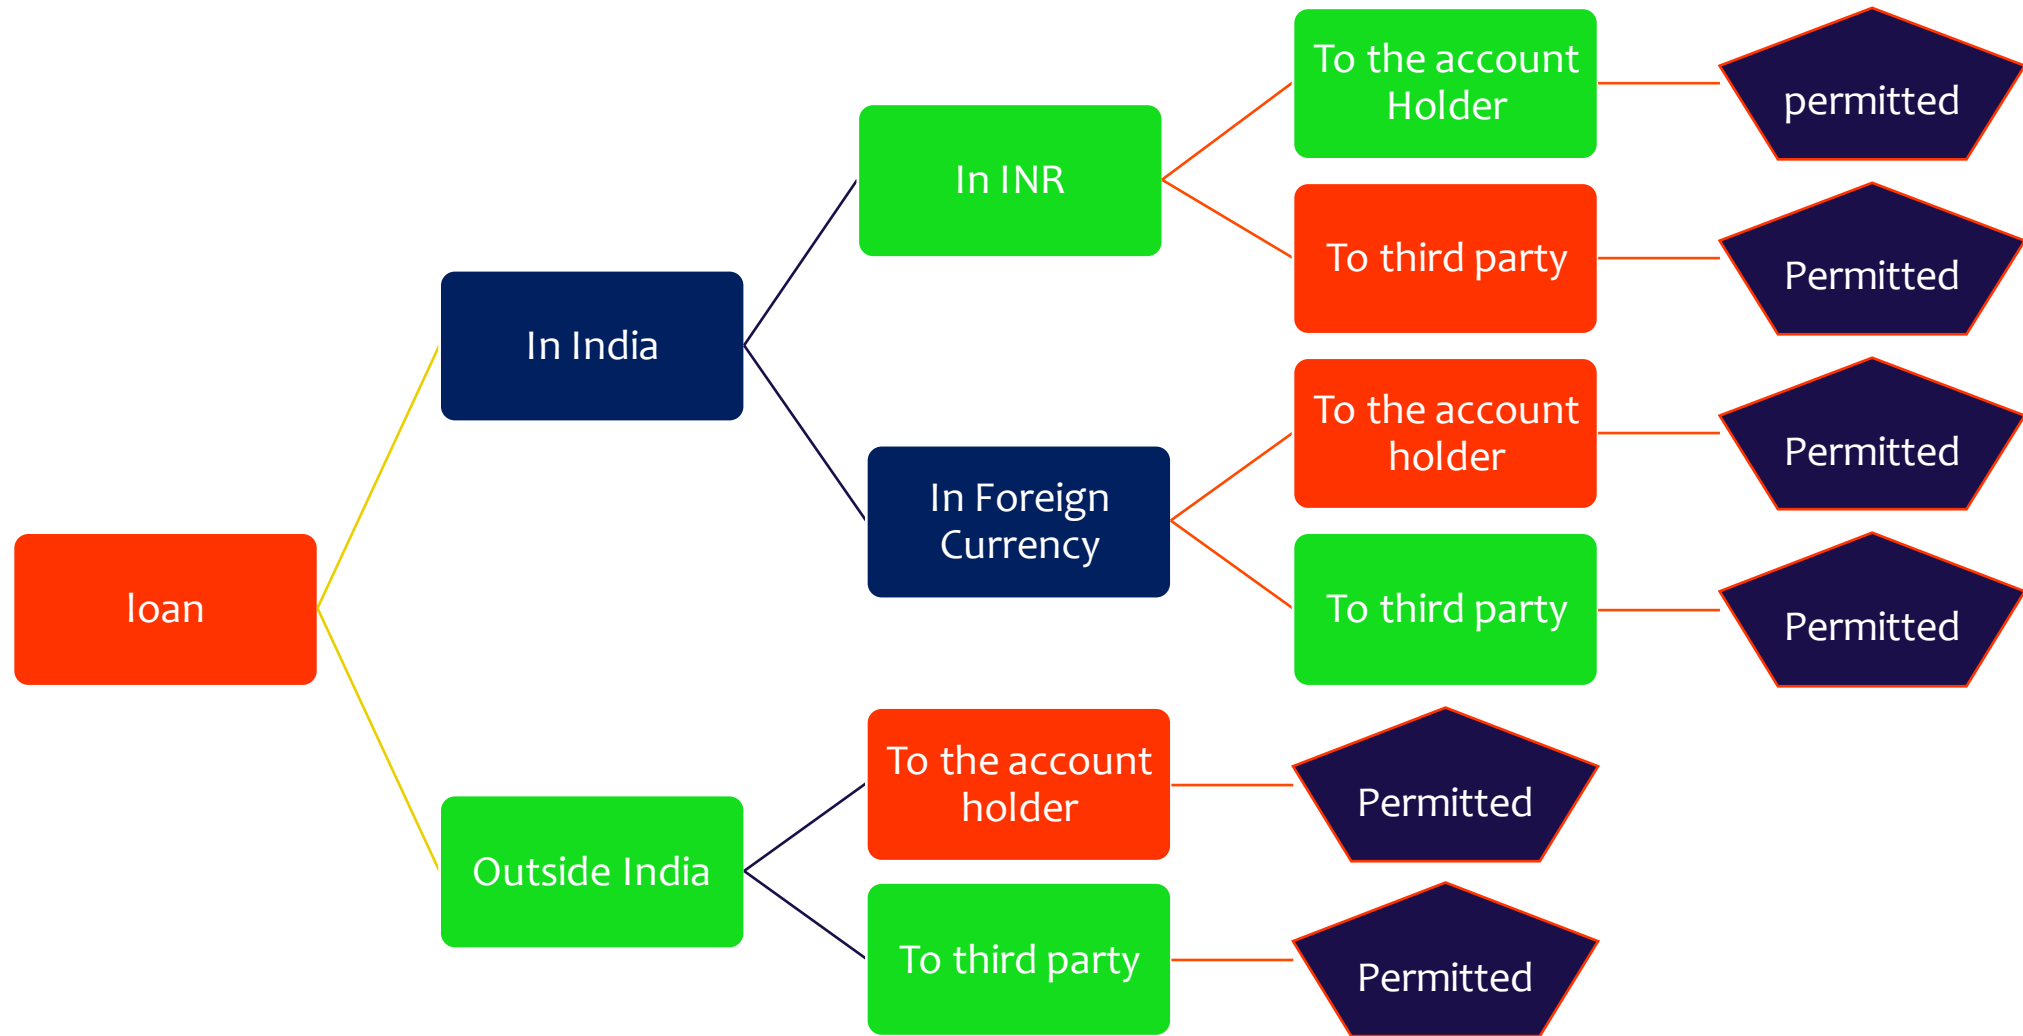 To the account
Holder
permitted
In INR
To third party
Permitted
In India
To the account
holder
Permitted
In Foreign
Currency
To third party
Permitted
loan
To the account
holder
Permitted
Outside India
To third party
Permitted